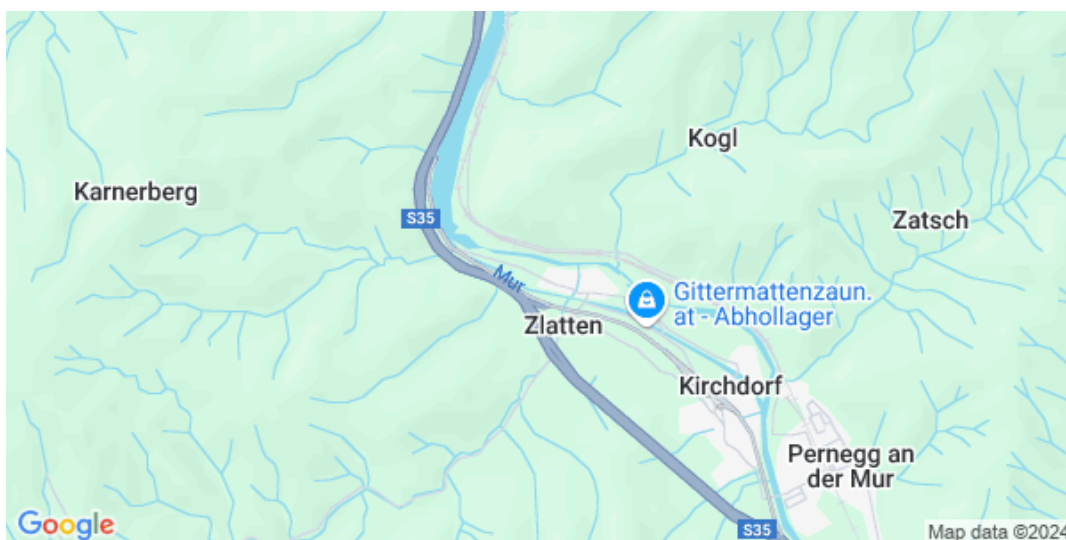 Kogl
Karnerberg
Zatsch
S35
Mur
Gittermattenzaun.
at - Abhollager
Zlatten
Kirchdorf
Pernegg an
der Mur
S35
Google
Map data ©2024